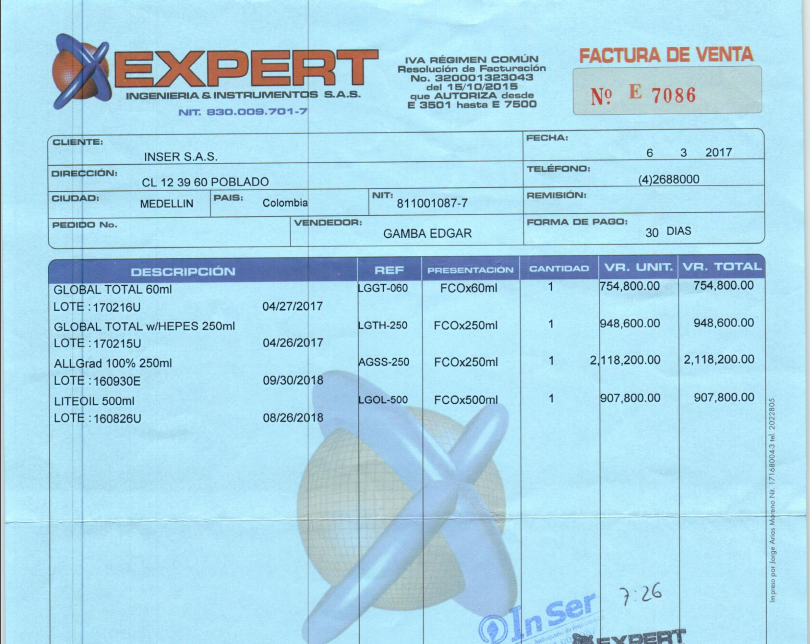 EXPERT
INGENIERIA & INSTRUMENTOS S.A.S.
NIT. 830.009.701-7
IVA RÉGIMEN COMÚN
Resolución de Facturación
No. 320001323043
del 15/10/2015
que AUTORIZA desde
E 3501 hasta E 7500
FACTURA DE VENTA
Nº E 7086
CLIENTE: INSER S.A.S.
FECHA: 6 3 2017
DIRECCIÓN: CL 12 39 60 POBLADO
TELÉFONO: (4)2688000
CIUDAD: MEDELLIN PAIS: Colombia NIT: 811001087-7 REMISIÓN:
PEDIDO No. VENDEDOR: GAMBA EDGAR FORMA DE PAGO: 30 DIAS
DESCRIPCIÓN REF PRESENTACIÓN CANTIDAD VR. UNIT. VR. TOTAL
GLOBAL TOTAL 60ml LGGT-060 FCOx60ml 1 754,800.00 754,800.00
LOTE : 170216U 04/27/2017
GLOBAL TOTAL w/HEPES 250ml LGTH-250 FCOx250ml 1 948,600.00 948,600.00
LOTE : 170215U 04/26/2017
ALLGrad 100% 250ml AGSS-250 FCOx250ml 1 2,118,200.00 2,118,200.00
LOTE : 160930E 09/30/2018
LITEOIL 500ml LGOL-500 FCOx500ml 1 907,800.00 907,800.00
LOTE : 160826U 08/26/2018
Impreso por Jorge Arias Moreno Nit. 17168004-3 tel. 2022805
7:26
InSer
EXPERT